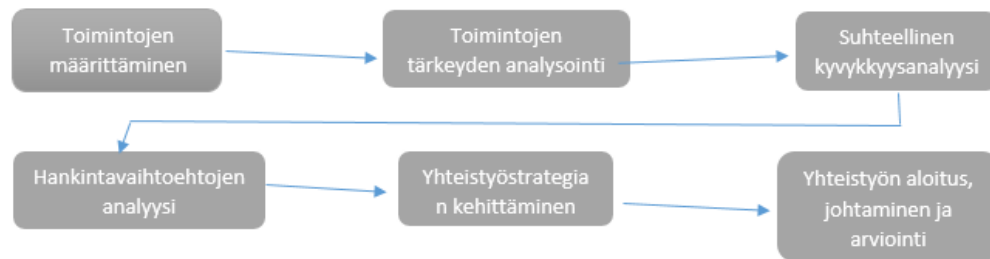 Toimintojen
määrittäminen
Toimintojen
tärkeyden analysointi
Suhteellinen
kyvykkyysanalyysi
Hankintavaihtoehtojen
analyysi
Yhteistyöstrategia
n kehittäminen
Yhteistyön aloitus,
johtaminen ja
arviointi